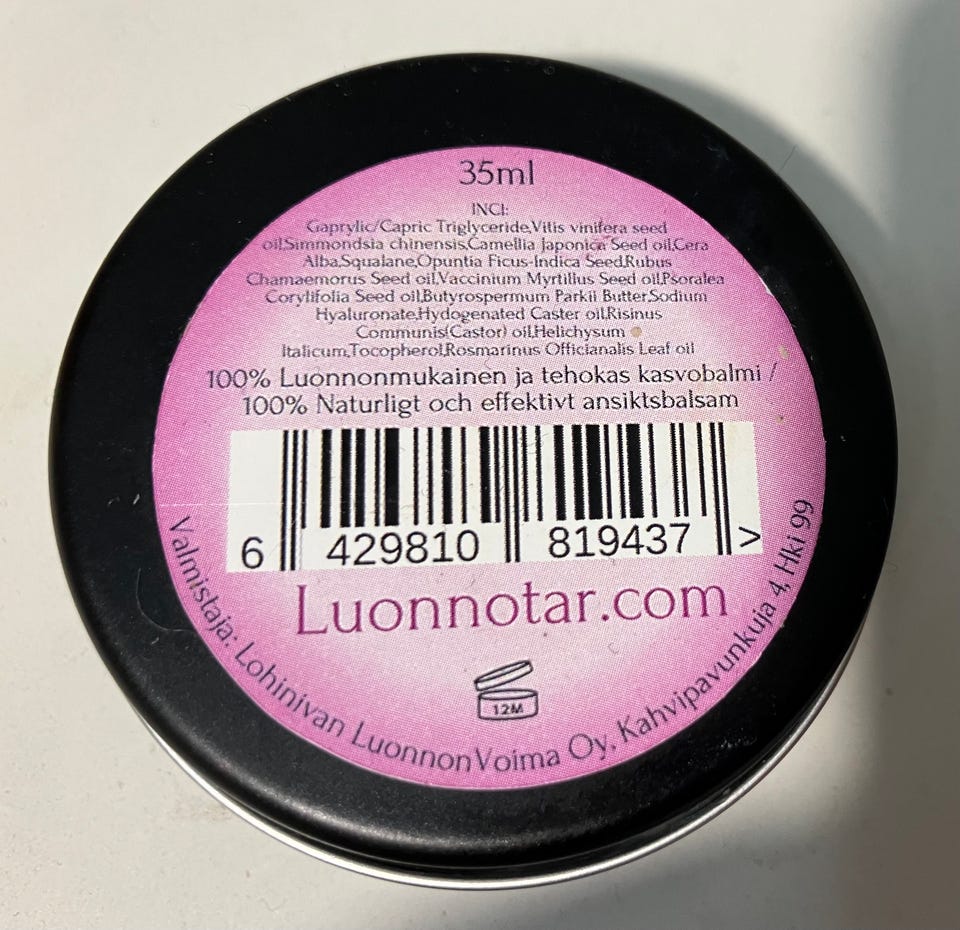 35ml
INCI:
Gaprylic/Capric Triglyceride,Vitis vinifera seed
oil,Simmondsia chinensis,Camellia Japonica Seed oil,Cera
Alba,Squalane,Opuntia Ficus-Indica Seed,Rubus
Chamaemorus Seed oil,Vaccinium Myrtillus Seed oil,Psoralea
Corylifolia Seed oil,Butyrospermum Parkii Butter,Sodium
Hyaluronate,Hydogenated Caster oil,Risinus
Communis(Castor) oil,Helichysum
Italicum,Tocopherol,Rosmarinus Officianalis Leaf oil
100% Luonnonmukainen ja tehokas kasvobalmi /
100% Naturligt och effektivt ansiktsbalsam
6 429810 819437 >
Luonnotar.com
12M
Valmistaja: Lohinivan LuonnonVoima Oy, Kahvipavunkuja 4, Hki 99